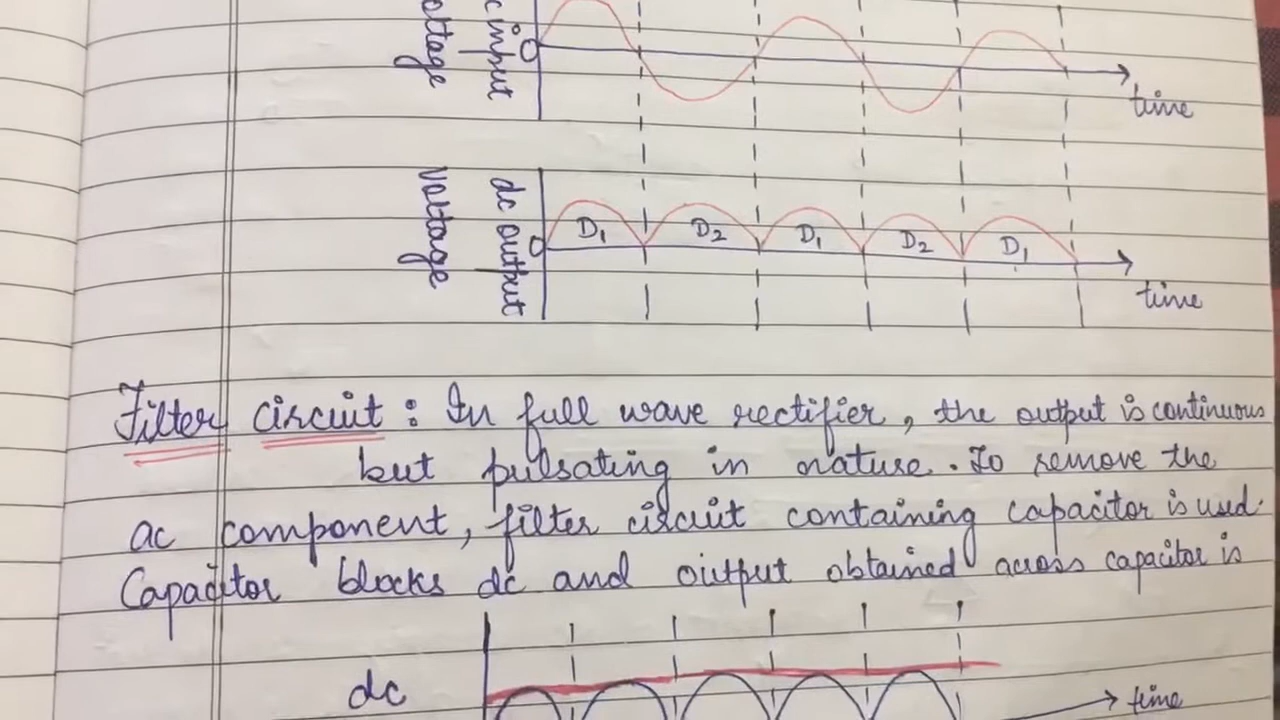 input
time
dc output
voltage
0
D1 D2 D1 D2 D1
time
Filter circuit : In full wave rectifier, the output is continuous
but pulsating in nature. To remove the
ac component, filter circuit containing capacitor is used.
Capacitor blocks dc and output obtained across capacitor is
dc
time